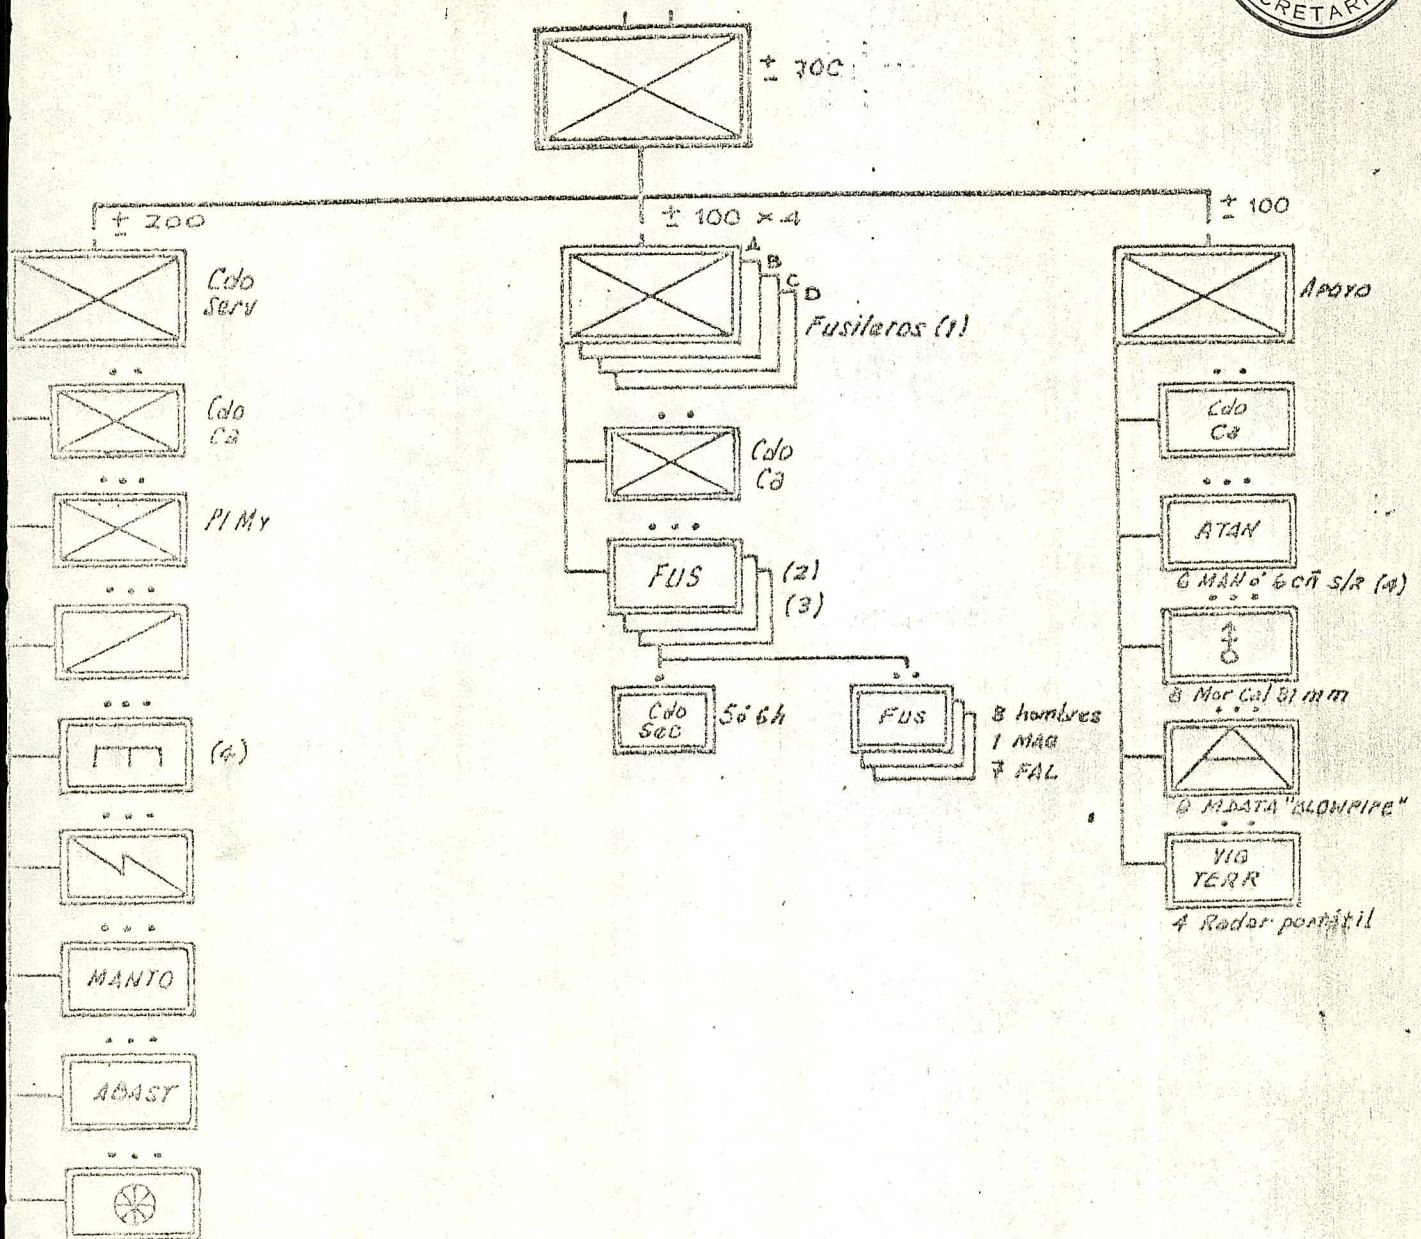 ± 700
± 200
± 100 x 4
± 100
Cdo
Serv
Cdo
Ca
Pl My
(4)
MANTO
ABAST
A
B
C
D
Fusileros (1)
Cdo
Ca
FUS
(2)
(3)
Cdo
Sec
5 ó 6 h
FUS
8 hombres
1 MAG
7 FAL
Apoyo
Cdo
Ca
ATAN
6 MAN ó 6 cñ s/r (4)
8 Mor Cal 81 mm
"BLOWPIPE"
VIG
TERR
4 Radar portátil